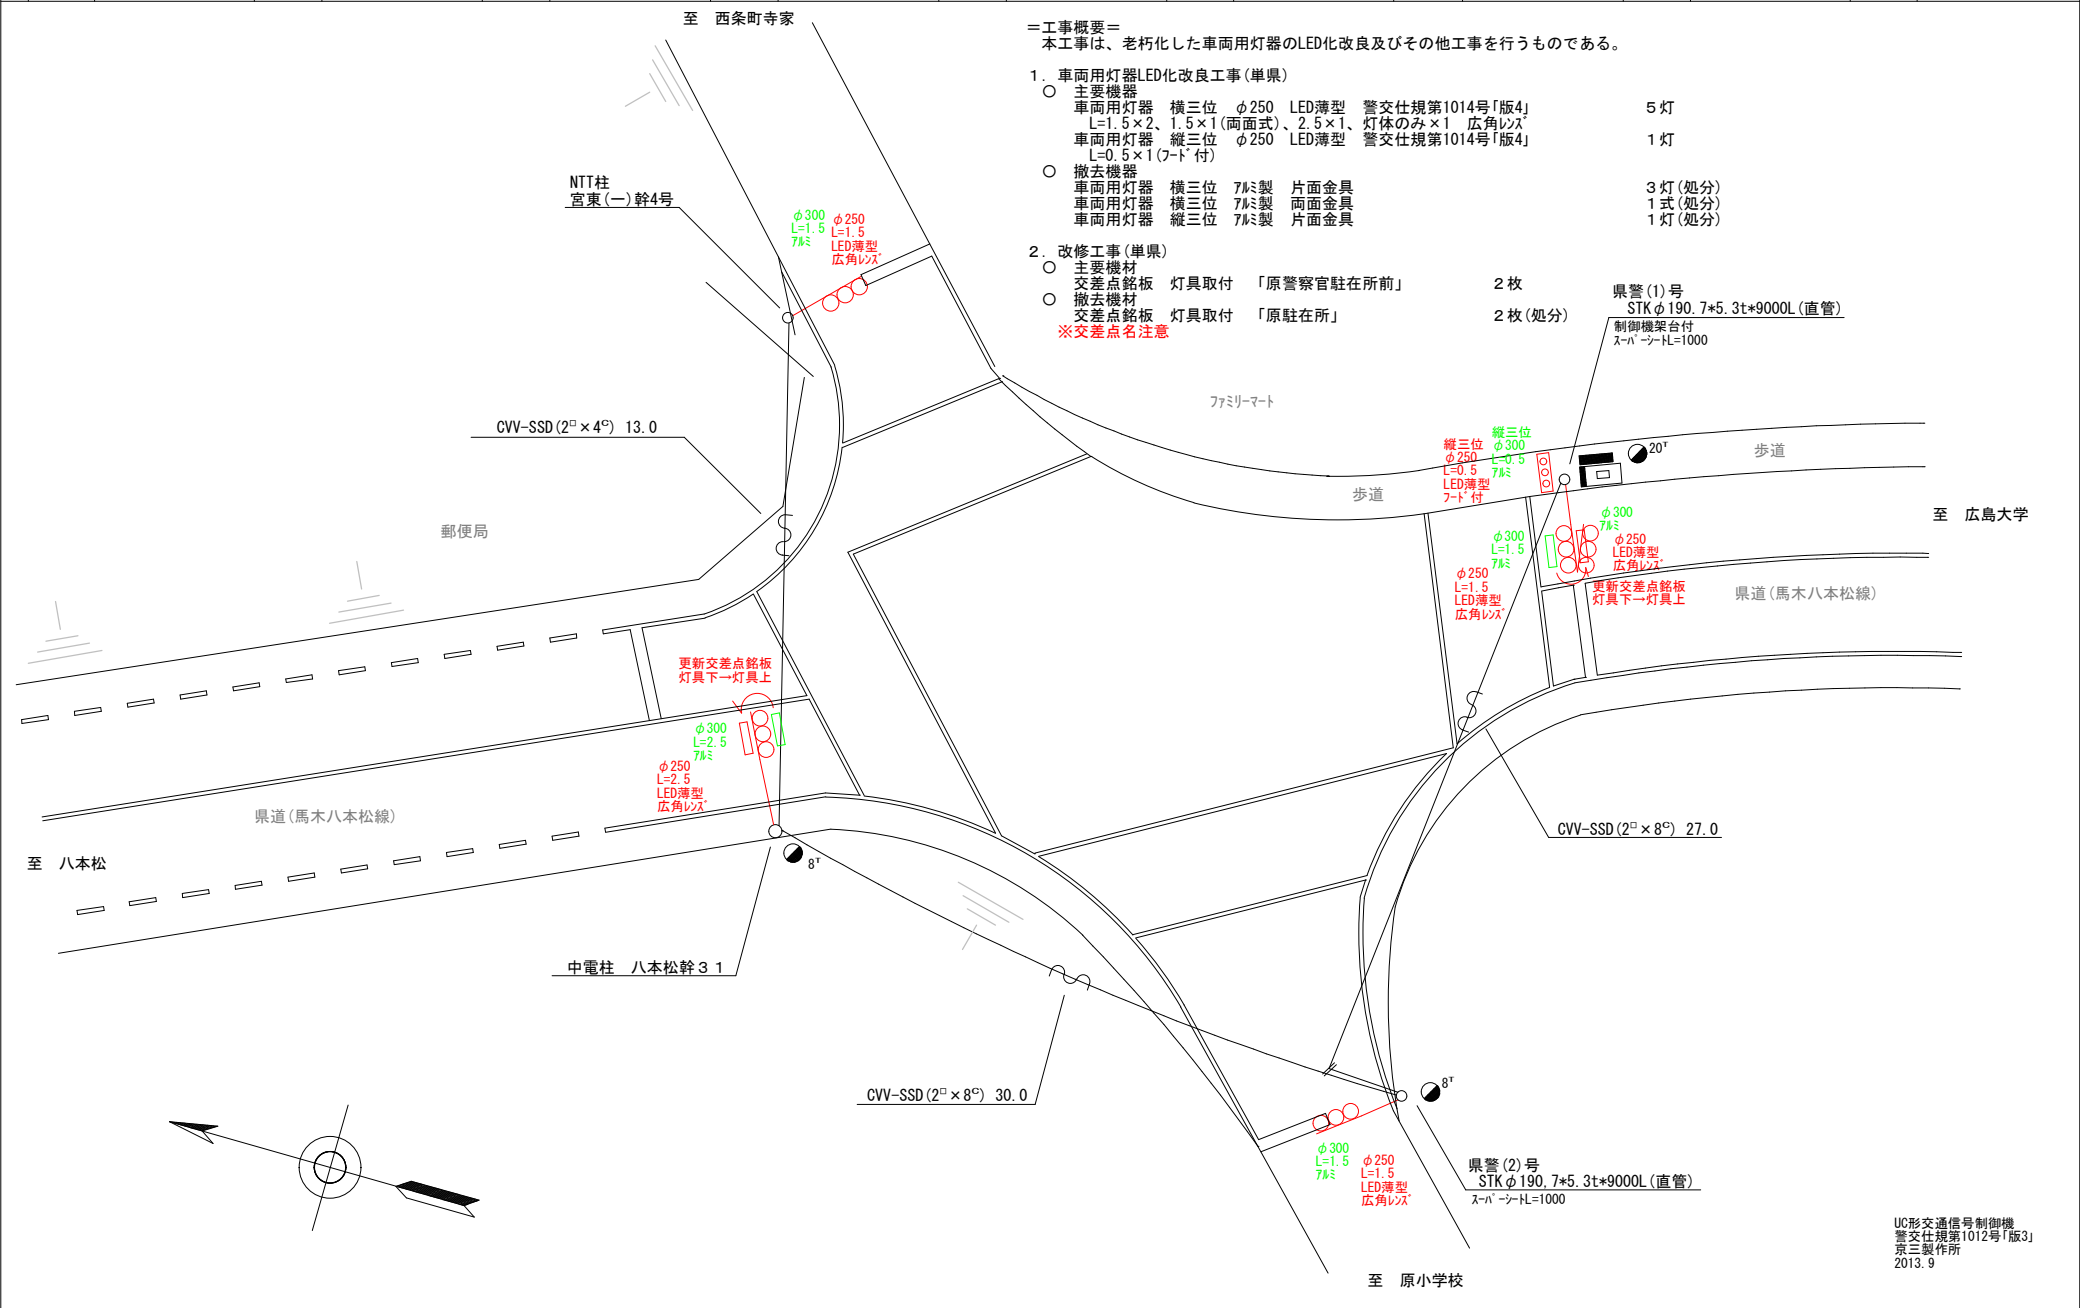 至　西条町寺家
＝工事概要＝
本工事は、老朽化した車両用灯器のLED化改良及びその他工事を行うものである。
１．車両用灯器LED化改良工事(単県)
○　主要機器
車両用灯器　横三位　φ250　LED薄型　警交仕規第1014号｢版4｣　５灯
L=1.5×2、1.5×1(両面式)、2.5×1、灯体のみ×1　広角ﾚﾝｽﾞ
車両用灯器　縦三位　φ250　LED薄型　警交仕規第1014号｢版4｣　１灯
L=0.5×1(ﾌｰﾄﾞ付)
○　撤去機器
車両用灯器　横三位　ｱﾙﾐ製　片面金具　３灯(処分)
車両用灯器　横三位　ｱﾙﾐ製　両面金具　１式(処分)
車両用灯器　縦三位　ｱﾙﾐ製　片面金具　１灯(処分)
２．改修工事(単県)
○　主要機材
交差点銘板　灯具取付　「原警察官駐在所前」　２枚
○　撤去機材
交差点銘板　灯具取付　「原駐在所」　２枚(処分)
※交差点名注意
NTT柱
宮東(一)幹4号
φ300
L=1.5
ｱﾙﾐ
φ250
L=1.5
LED薄型
広角ﾚﾝｽﾞ
県警(1)号
STKφ190.7*5.3t*9000L(直管)
制御機架台付
ｽｰﾊﾟｰｼｰﾄL=1000
ﾌｧﾐﾘｰﾏｰﾄ
CVV-SSD(2□×4C) 13.0
縦三位
φ300
L=0.5
ｱﾙﾐ
縦三位
φ250
L=0.5
LED薄型
ﾌｰﾄﾞ付
20T
歩道
歩道
郵便局
至　広島大学
φ300
ｱﾙﾐ
φ300
L=1.5
ｱﾙﾐ
φ250
LED薄型
広角ﾚﾝｽﾞ
φ250
L=1.5
LED薄型
広角ﾚﾝｽﾞ
更新交差点銘板
灯具下→灯具上
県道(馬木八本松線)
更新交差点銘板
灯具下→灯具上
φ300
L=2.5
ｱﾙﾐ
φ250
L=2.5
LED薄型
広角ﾚﾝｽﾞ
県道(馬木八本松線)
至　八本松
8T
CVV-SSD(2□×8C) 27.0
中電柱　八本松幹３１
CVV-SSD(2□×8C) 30.0
8T
φ300
L=1.5
ｱﾙﾐ
φ250
L=1.5
LED薄型
広角ﾚﾝｽﾞ
県警(2)号
STKφ190,7*5.3t*9000L(直管)
ｽｰﾊﾟｰｼｰﾄL=1000
至　原小学校
UC形交通信号制御機
警交仕規第1012号｢版3｣
京三製作所
2013.9